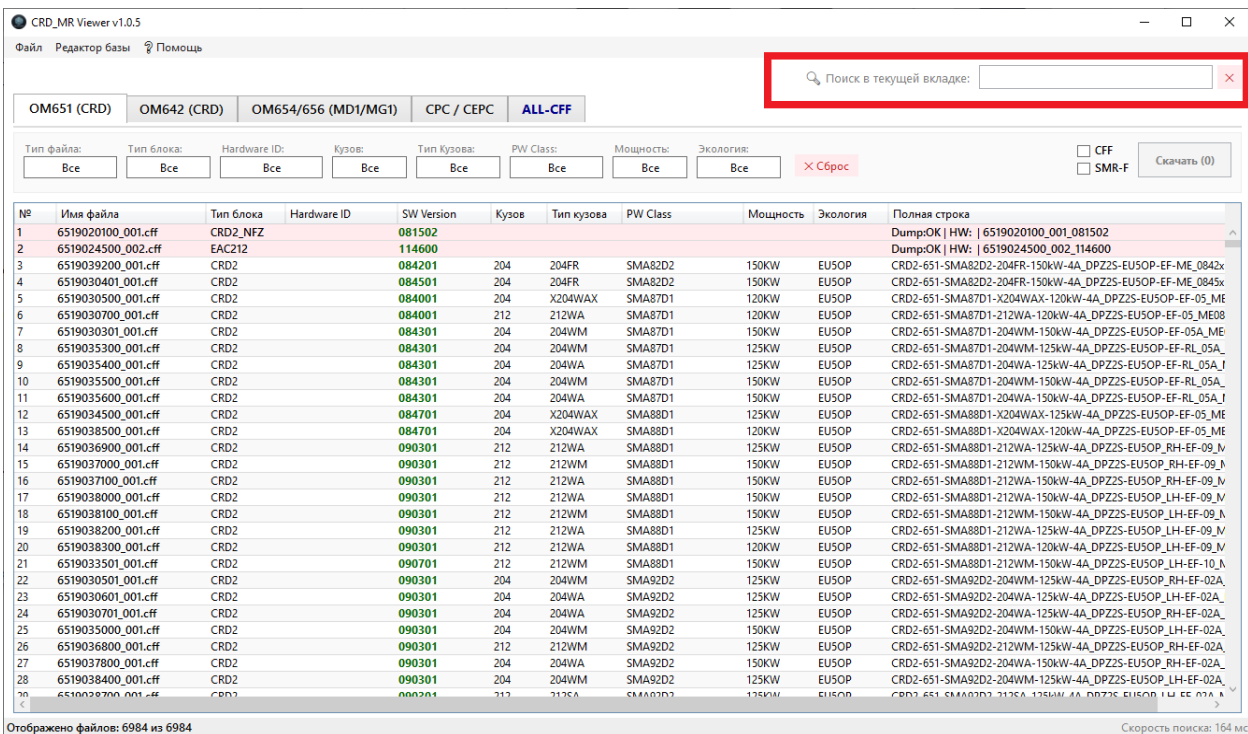 CRD_MR Viewer v1.0.5
Файл Редактор базы Помощь
Поиск в текущей вкладке:
OM651 (CRD) OM642 (CRD) OM654/656 (MD1/MG1) CPC / CEPC ALL-CFF
Тип файла: Тип блока: Hardware ID: Кузов: Тип Кузова: PW Class: Мощность: Экология:
Все Все Все Все Все Все Все Все × Сброс CFF SMR-F Скачать (0)
№ Имя файла Тип блока Hardware ID SW Version Кузов Тип кузова PW Class Мощность Экология Полная строка
1 6519020100_001.cff CRD2_NFZ 081502 Dump:OK | HW: | 6519020100_001_081502
2 6519024500_002.cff EAC212 114600 Dump:OK | HW: | 6519024500_002_114600
3 6519039200_001.cff CRD2 084201 204 204FR SMA82D2 150KW EU5OP CRD2-651-SMA82D2-204FR-150kW-4A_DPZ2S-EU5OP-EF-ME_0842x
4 6519030401_001.cff CRD2 084501 204 204FR SMA82D2 150KW EU5OP CRD2-651-SMA82D2-204FR-150kW-4A_DPZ2S-EU5OP-EF-ME_0845x
5 6519030500_001.cff CRD2 084001 204 X204WAX SMA87D1 120KW EU5OP CRD2-651-SMA87D1-X204WAX-120kW-4A_DPZ2S-EU5OP-EF-05_ME
6 6519030700_001.cff CRD2 084001 212 212WA SMA87D1 120KW EU5OP CRD2-651-SMA87D1-212WA-120kW-4A_DPZ2S-EU5OP-EF-05_ME08
7 6519030301_001.cff CRD2 084301 204 204WM SMA87D1 150KW EU5OP CRD2-651-SMA87D1-204WM-150kW-4A_DPZ2S-EU5OP-EF-05A_ME
8 6519035300_001.cff CRD2 084301 204 204WM SMA87D1 125KW EU5OP CRD2-651-SMA87D1-204WM-125kW-4A_DPZ2S-EU5OP-EF-RL_05A_
9 6519035400_001.cff CRD2 084301 204 204WA SMA87D1 125KW EU5OP CRD2-651-SMA87D1-204WA-125kW-4A_DPZ2S-EU5OP-EF-RL_05A_
10 6519035500_001.cff CRD2 084301 204 204WM SMA87D1 150KW EU5OP CRD2-651-SMA87D1-204WM-150kW-4A_DPZ2S-EU5OP-EF-RL_05A_
11 6519035600_001.cff CRD2 084301 204 204WA SMA87D1 150KW EU5OP CRD2-651-SMA87D1-204WA-150kW-4A_DPZ2S-EU5OP-EF-RL_05A_
12 6519034500_001.cff CRD2 084701 204 X204WAX SMA88D1 125KW EU5OP CRD2-651-SMA88D1-X204WAX-125kW-4A_DPZ2S-EU5OP-EF-05_ME
13 6519038500_001.cff CRD2 084701 204 X204WAX SMA88D1 120KW EU5OP CRD2-651-SMA88D1-X204WAX-120kW-4A_DPZ2S-EU5OP-EF-05_ME
14 6519036900_001.cff CRD2 090301 212 212WA SMA88D1 125KW EU5OP CRD2-651-SMA88D1-212WA-125kW-4A_DPZ2S-EU5OP_RH-EF-09_M
15 6519037000_001.cff CRD2 090301 212 212WM SMA88D1 150KW EU5OP CRD2-651-SMA88D1-212WM-150kW-4A_DPZ2S-EU5OP_RH-EF-09_M
16 6519037100_001.cff CRD2 090301 212 212WA SMA88D1 150KW EU5OP CRD2-651-SMA88D1-212WA-150kW-4A_DPZ2S-EU5OP_RH-EF-09_M
17 6519038000_001.cff CRD2 090301 212 212WA SMA88D1 150KW EU5OP CRD2-651-SMA88D1-212WA-150kW-4A_DPZ2S-EU5OP_LH-EF-09_M
18 6519038100_001.cff CRD2 090301 212 212WM SMA88D1 150KW EU5OP CRD2-651-SMA88D1-212WM-150kW-4A_DPZ2S-EU5OP_LH-EF-09_M
19 6519038200_001.cff CRD2 090301 212 212WA SMA88D1 125KW EU5OP CRD2-651-SMA88D1-212WA-125kW-4A_DPZ2S-EU5OP_LH-EF-09_M
20 6519038300_001.cff CRD2 090301 212 212WA SMA88D1 120KW EU5OP CRD2-651-SMA88D1-212WA-120kW-4A_DPZ2S-EU5OP_LH-EF-09_M
21 6519033501_001.cff CRD2 090701 212 212WM SMA88D1 150KW EU5OP CRD2-651-SMA88D1-212WM-150kW-4A_DPZ2S-EU5OP_LH-EF-10_M
22 6519030501_001.cff CRD2 090301 204 204WM SMA92D2 125KW EU5OP CRD2-651-SMA92D2-204WM-125kW-4A_DPZ2S-EU5OP_RH-EF-02A_
23 6519030601_001.cff CRD2 090301 204 204WA SMA92D2 125KW EU5OP CRD2-651-SMA92D2-204WA-125kW-4A_DPZ2S-EU5OP_LH-EF-02A_
24 6519030701_001.cff CRD2 090301 204 204WA SMA92D2 125KW EU5OP CRD2-651-SMA92D2-204WA-125kW-4A_DPZ2S-EU5OP_RH-EF-02A_
25 6519035000_001.cff CRD2 090301 204 204WM SMA92D2 150KW EU5OP CRD2-651-SMA92D2-204WM-150kW-4A_DPZ2S-EU5OP_LH-EF-02A_
26 6519036800_001.cff CRD2 090301 212 212WM SMA92D2 125KW EU5OP CRD2-651-SMA92D2-212WM-125kW-4A_DPZ2S-EU5OP_RH-EF-02A_
27 6519037800_001.cff CRD2 090301 204 204WA SMA92D2 150KW EU5OP CRD2-651-SMA92D2-204WA-150kW-4A_DPZ2S-EU5OP_RH-EF-02A_
28 6519038400_001.cff CRD2 090301 204 204WM SMA92D2 125KW EU5OP CRD2-651-SMA92D2-204WM-125kW-4A_DPZ2S-EU5OP_LH-EF-02A_
29 6519038700_001.cff CRD2 090301 212 212SA SMA92D2 125KW EU5OP
Отображено файлов: 6984 из 6984 Скорость поиска: 164 мс